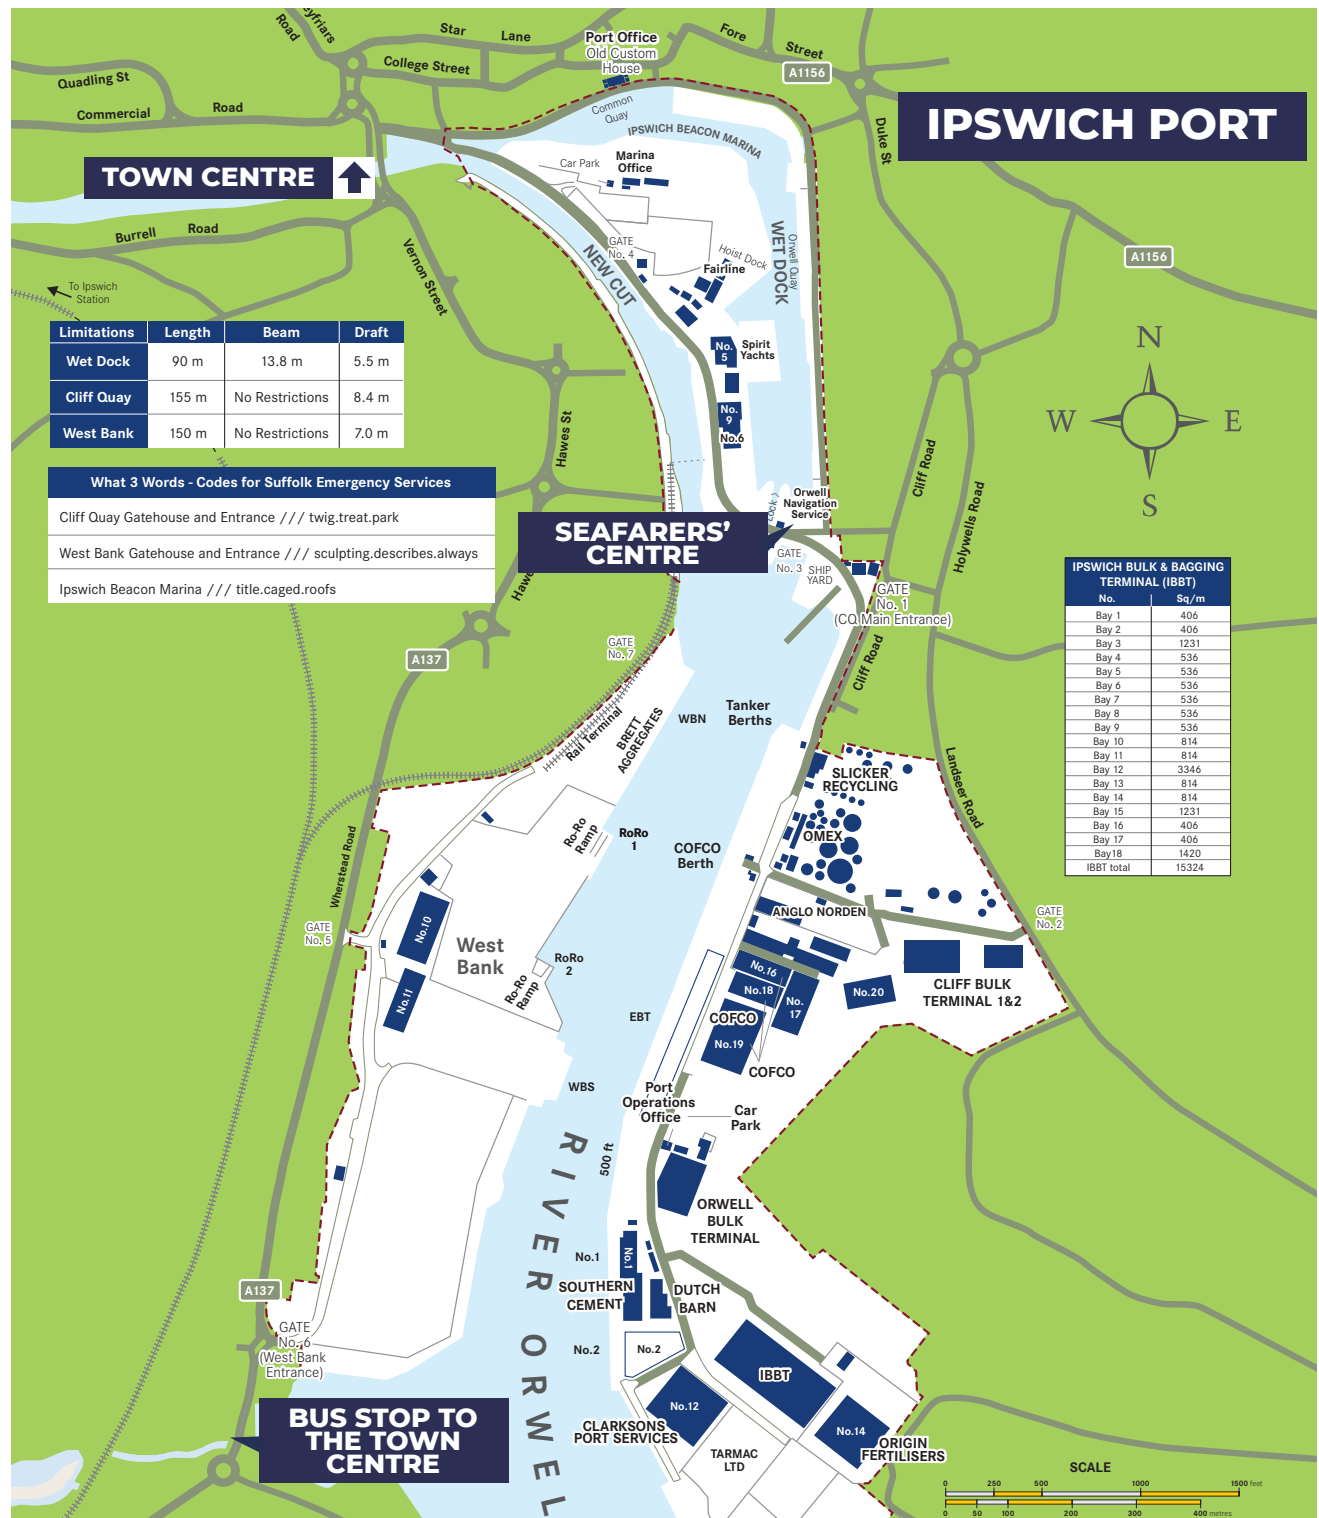 IPSWICH PORT
Star Lane
Port Office
Old Custom
House
Fore Street
A1156
College Street
Road
Quadling St
Commercial Road
Common
Quay
IPSWICH BEACON MARINA
Duke St
TOWN CENTRE
Car Park
Marina
Office
Burrell Road
Vernon Street
GATE
No. 4
NEW CUT
Hoist Dock
Fairline
WET DOCK
Orwell Quay
A1156
To Ipswich
Station
Limitations Length Beam Draft
Wet Dock 90 m 13.8 m 5.5 m
Cliff Quay 155 m No Restrictions 8.4 m
West Bank 150 m No Restrictions 7.0 m
No.
5
Spirit
Yachts
No.
9
No.6
N
W E
S
Hawes St
Cliff Road
Holywells Road
What 3 Words - Codes for Suffolk Emergency Services
Cliff Quay Gatehouse and Entrance /// twig.treat.park
West Bank Gatehouse and Entrance /// sculpting.describes.always
Ipswich Beacon Marina /// title.caged.roofs
Orwell
Navigation
Service
SEAFARERS'
CENTRE
GATE
No. 3
SHIP
YARD
GATE
No. 1
(CQ Main Entrance)
Cliff Road
GATE
No. 7
A137
IPSWICH BULK & BAGGING
TERMINAL (IBBT)
No. Sq/m
Bay 1 406
Bay 2 406
Bay 3 1231
Bay 4 536
Bay 5 536
Bay 6 536
Bay 7 536
Bay 8 536
Bay 9 536
Bay 10 814
Bay 11 814
Bay 12 3346
Bay 13 814
Bay 14 814
Bay 15 1231
Bay 16 406
Bay 17 406
Bay18 1420
IBBT total 15324
Rail Terminal
BRETT
AGGREGATES
WBN
Tanker
Berths
Landseer Road
SLICKER
RECYCLING
OMEX
Wherstead Road
Ro-Ro
Ramp
RoRo
1
COFCO
Berth
ANGLO NORDEN
GATE
No. 2
GATE
No. 5
No.10
No.11
West
Bank
RoRo
2
Ro-Ro
Ramp
No.16
No.18
No.
17
No.20
CLIFF BULK
TERMINAL 1&2
EBT
COFCO
No.19
COFCO
WBS
Port
Operations
Office
Car
Park
500 ft
RIVER ORWEL
ORWELL
BULK
TERMINAL
No.1
No.1
SOUTHERN
CEMENT
DUTCH
BARN
A137
GATE
No. 6
(West Bank
Entrance)
No.2
No.2
IBBT
No.12
No.14
CLARKSONS
PORT SERVICES
ORIGIN
FERTILISERS
TARMAC
LTD
BUS STOP TO
THE TOWN
CENTRE
SCALE
0 250 500 1000 1500 feet
0 50 100 200 300 400 metres